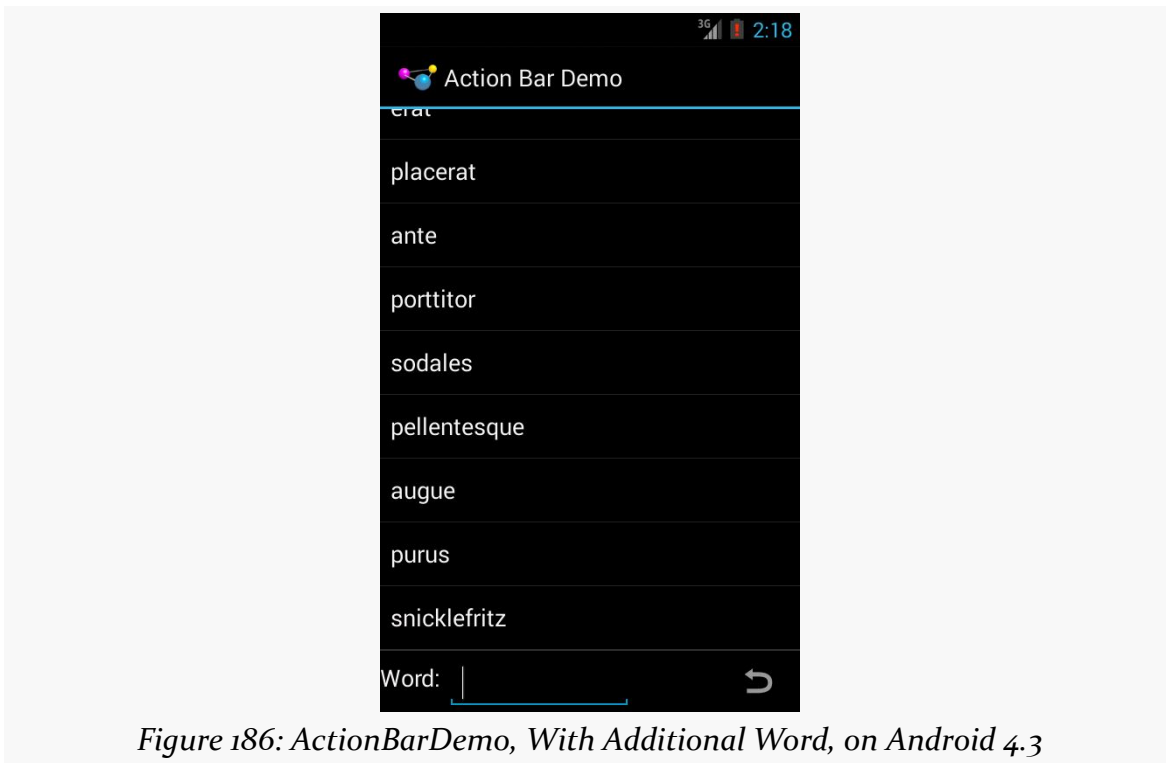 3G 2:18
Action Bar Demo
erat
placerat
ante
porttitor
sodales
pellentesque
augue
purus
snicklefritz
Word:
Figure 186: ActionBarDemo, With Additional Word, on Android 4.3